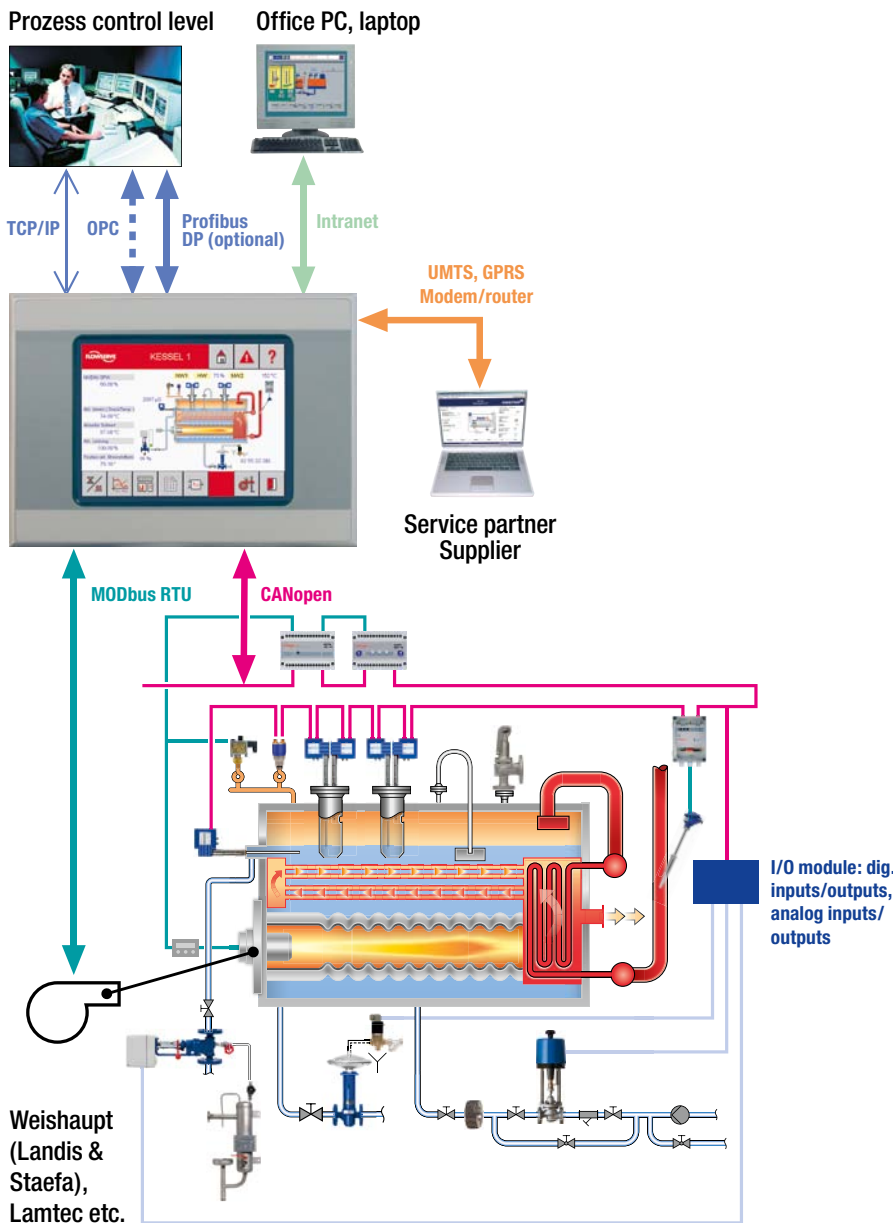 Prozess control level
Office PC, laptop
TCP/IP
OPC
Profibus
DP (optional)
Intranet
UMTS, GPRS
Modem/router
FLOWSERVE
KESSEL 1
?
Service partner
Supplier
MODbus RTU
CANopen
I/O module: dig.
inputs/outputs,
analog inputs/
outputs
Weishaupt
(Landis &
Staefa),
Lamtec etc.